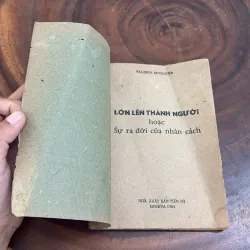 LỚN LÊN THÀNH NGƯỜI
hoặc
Sự ra đời của nhân cách
NHÀ XUẤT BẢN TIẾN BỘ